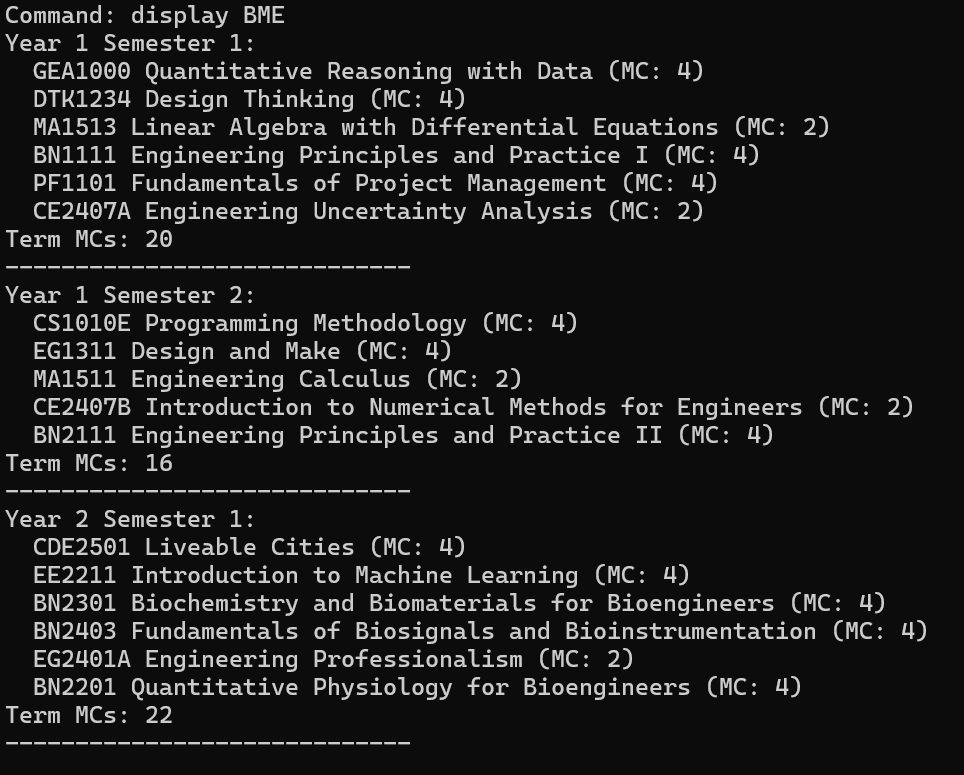 Command: display BME
Year 1 Semester 1:
  GEA1000 Quantitative Reasoning with Data (MC: 4)
  DTK1234 Design Thinking (MC: 4)
  MA1513 Linear Algebra with Differential Equations (MC: 2)
  BN1111 Engineering Principles and Practice I (MC: 4)
  PF1101 Fundamentals of Project Management (MC: 4)
  CE2407A Engineering Uncertainty Analysis (MC: 2)
Term MCs: 20
-----------------------------
Year 1 Semester 2:
  CS1010E Programming Methodology (MC: 4)
  EG1311 Design and Make (MC: 4)
  MA1511 Engineering Calculus (MC: 2)
  CE2407B Introduction to Numerical Methods for Engineers (MC: 2)
  BN2111 Engineering Principles and Practice II (MC: 4)
Term MCs: 16
-----------------------------
Year 2 Semester 1:
  CDE2501 Liveable Cities (MC: 4)
  EE2211 Introduction to Machine Learning (MC: 4)
  BN2301 Biochemistry and Biomaterials for Bioengineers (MC: 4)
  BN2403 Fundamentals of Biosignals and Bioinstrumentation (MC: 4)
  EG2401A Engineering Professionalism (MC: 2)
  BN2201 Quantitative Physiology for Bioengineers (MC: 4)
Term MCs: 22
-----------------------------